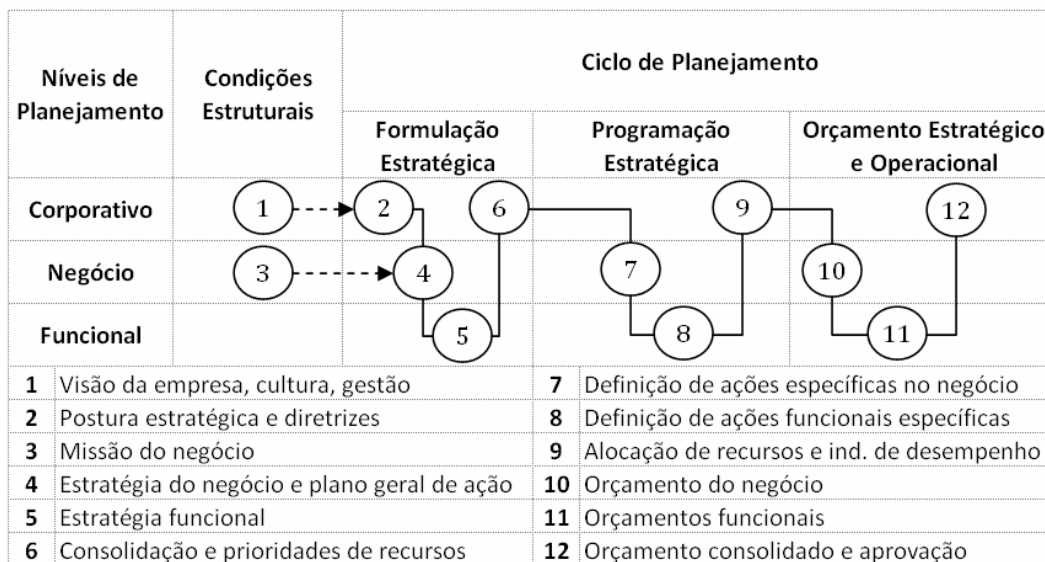 Níveis de Planejamento
Condições Estruturais
Ciclo de Planejamento
Formulação Estratégica
Programação Estratégica
Orçamento Estratégico e Operacional
Corporativo 1 2 6 9 12
Negócio 3 4 7 10
Funcional 5 8 11
1 Visão da empresa, cultura, gestão
2 Postura estratégica e diretrizes
3 Missão do negócio
4 Estratégia do negócio e plano geral de ação
5 Estratégia funcional
6 Consolidação e prioridades de recursos
7 Definição de ações específicas no negócio
8 Definição de ações funcionais específicas
9 Alocação de recursos e ind. de desempenho
10 Orçamento do negócio
11 Orçamentos funcionais
12 Orçamento consolidado e aprovação